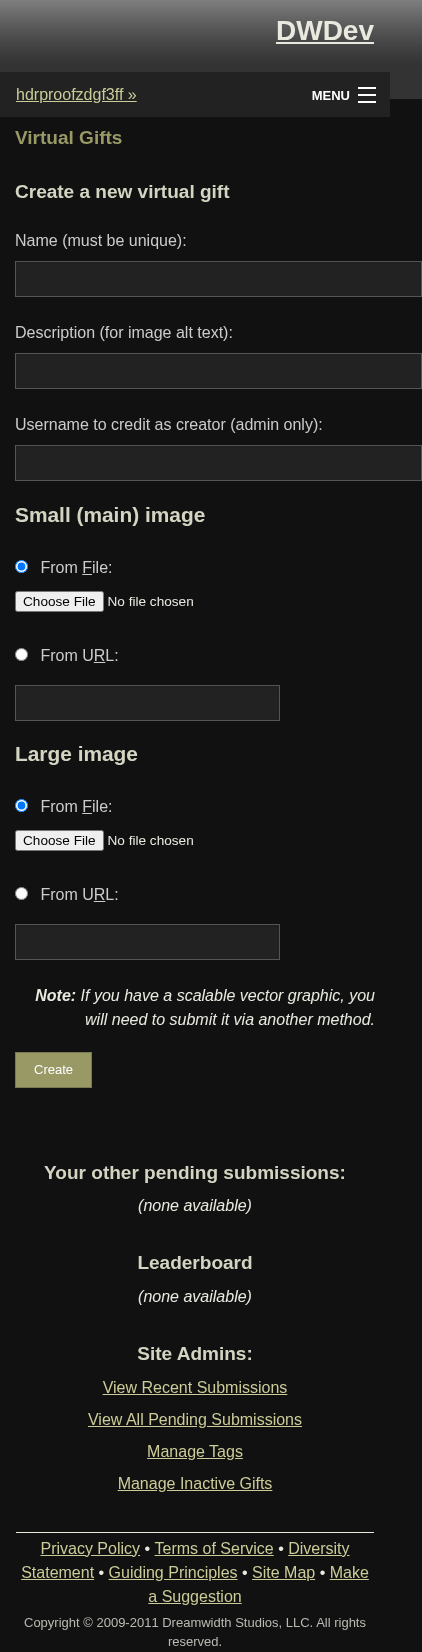 DWDev
hdrproofzdgf3ff »
MENU
Virtual Gifts
Create a new virtual gift
Name (must be unique):
Description (for image alt text):
Username to credit as creator (admin only):
Small (main) image
From File:
Choose File No file chosen
From URL:
Large image
From File:
Choose File No file chosen
From URL:
Note: If you have a scalable vector graphic, you
will need to submit it via another method.
Create
Your other pending submissions:
(none available)
Leaderboard
(none available)
Site Admins:
View Recent Submissions
View All Pending Submissions
Manage Tags
Manage Inactive Gifts
Privacy Policy • Terms of Service • Diversity
Statement • Guiding Principles • Site Map • Make
a Suggestion
Copyright © 2009-2011 Dreamwidth Studios, LLC. All rights
reserved.